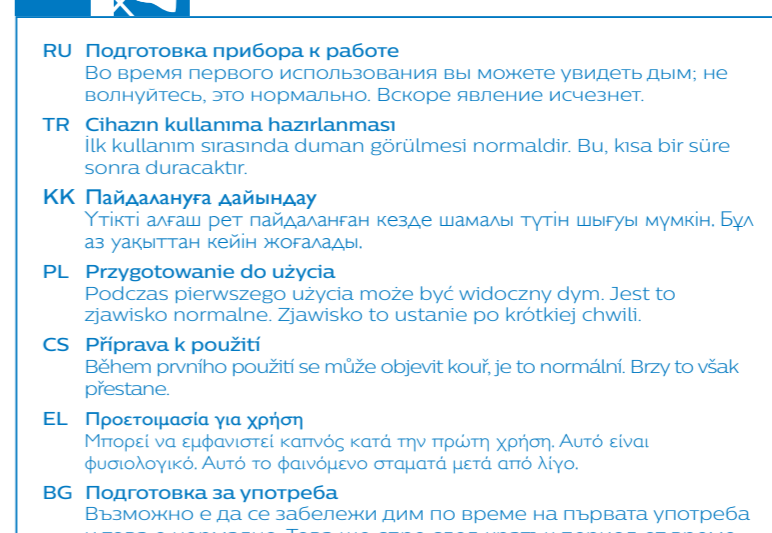 RU Подготовка прибора к работе
Во время первого использования вы можете увидеть дым; не
волнуйтесь, это нормально. Вскоре явление исчезнет.
TR Cihazın kullanıma hazırlanması
İlk kullanım sırasında duman görülmesi normaldir. Bu, kısa bir süre
sonra duracaktır.
KK Пайдалануға дайындау
Үтікті алғаш рет пайдаланған кезде шамалы түтін шығуы мүмкін. Бұл
аз уақыттан кейін жоғалады.
PL Przygotowanie do użycia
Podczas pierwszego użycia może być widoczny dym. Jest to
zjawisko normalne. Zjawisko to ustanie po krótkiej chwili.
CS Příprava k použití
Během prvního použití se může objevit kouř, je to normální. Brzy to však
přestane.
EL Προετοιμασία για χρήση
Μπορεί να εμφανιστεί καπνός κατά την πρώτη χρήση. Αυτό είναι
φυσιολογικό. Αυτό το φαινόμενο σταματά μετά από λίγο.
BG Подготовка за употреба
Възможно е да се забележи дим по време на първата употреба